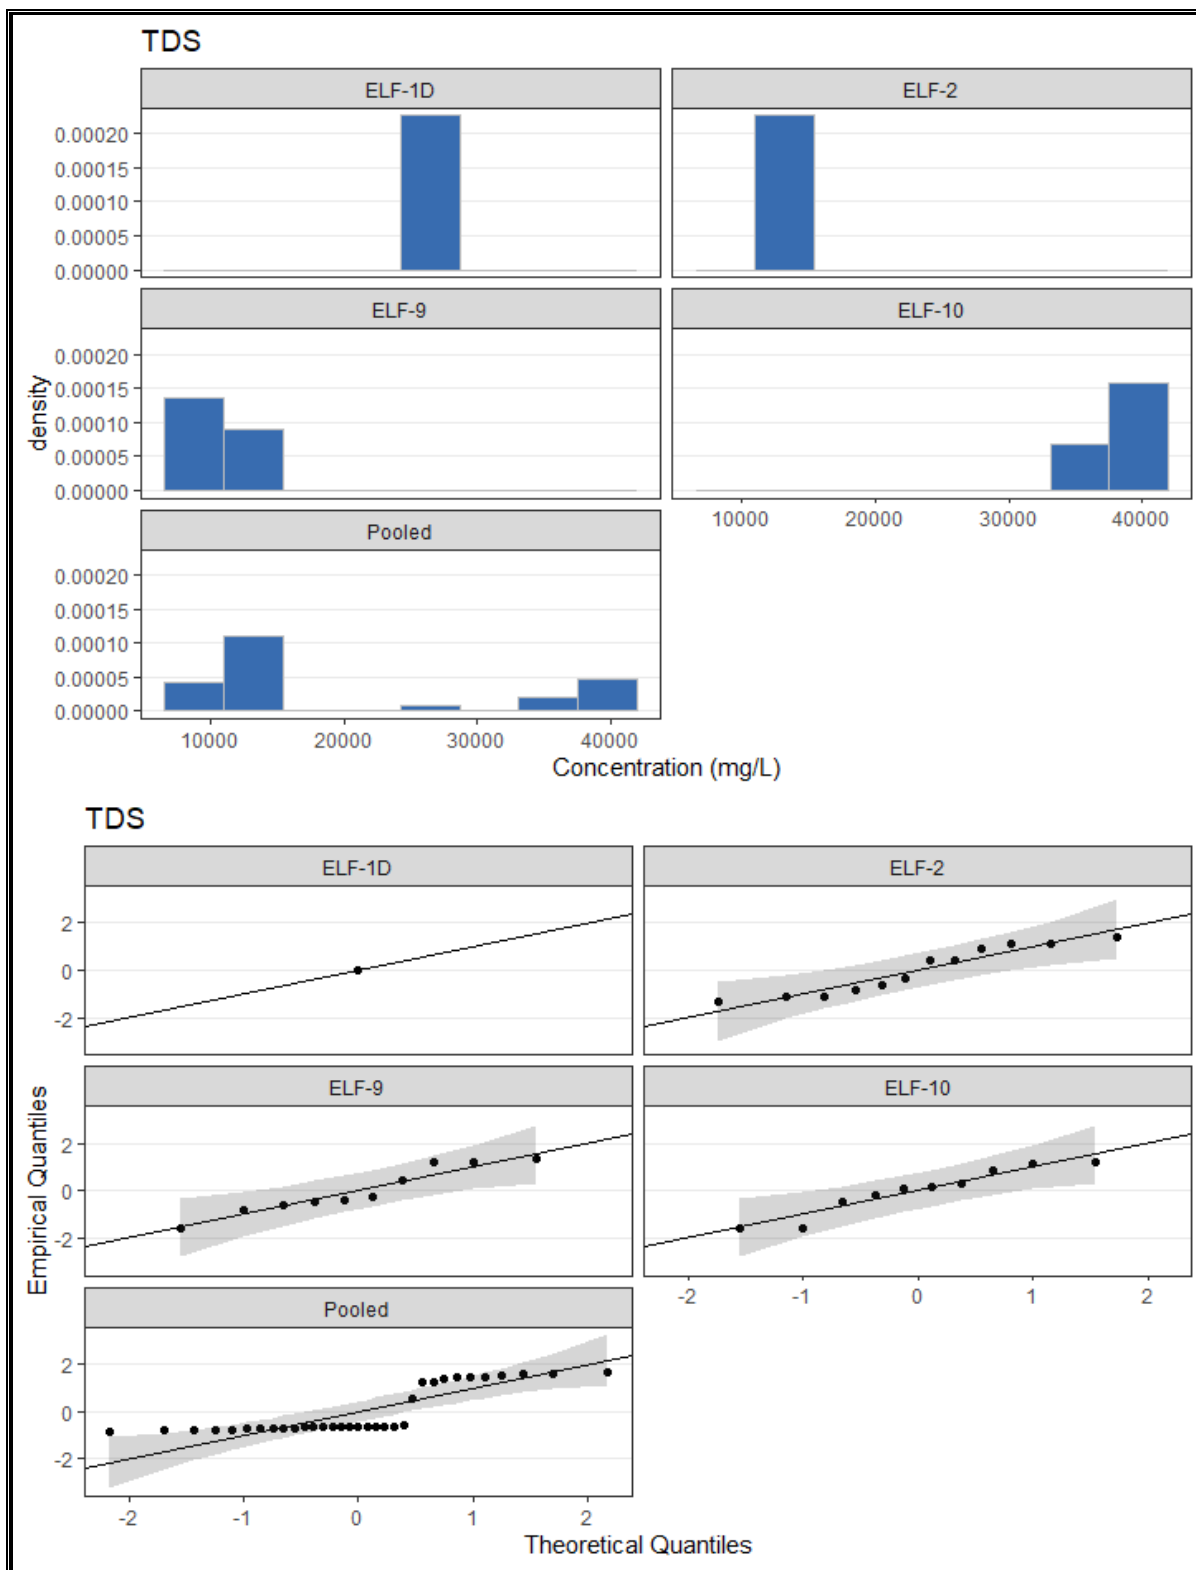 TDS
ELF-1D ELF-2
0.00020
0.00015
0.00010
0.00005
0.00000
ELF-9 ELF-10
density
0.00020
0.00015
0.00010
0.00005
0.00000
10000 20000 30000 40000
Pooled
0.00020
0.00015
0.00010
0.00005
0.00000
10000 20000 30000 40000
Concentration (mg/L)
TDS
ELF-1D ELF-2
2
0
-2
ELF-9 ELF-10
Empirical Quantiles
2
0
-2
-2 -1 0 1 2
Pooled
2
0
-2
-2 -1 0 1 2
Theoretical Quantiles